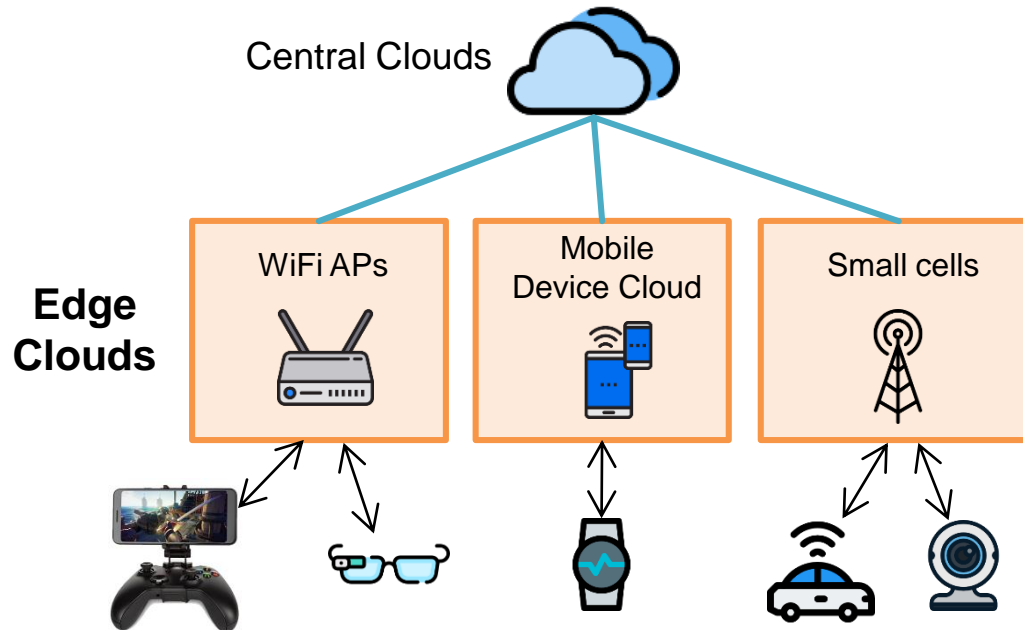 Central Clouds
WiFi APs
Mobile
Device Cloud
Small cells
Edge
Clouds